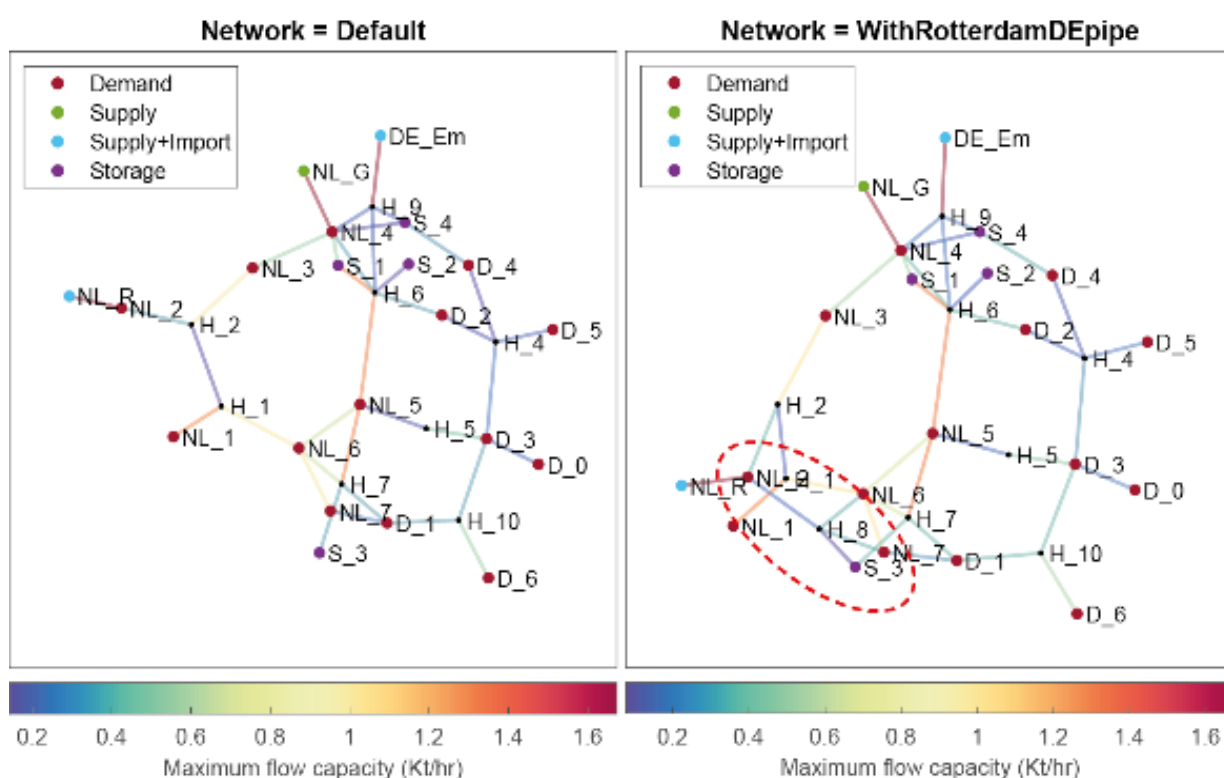 Network = Default
Demand
Supply
Supply+Import
Storage
DE_Em
NL_G
H_9
S_4
NL_4
NL_3
S_1
S_2
D_4
NL_R
NL_2
H_2
H_6
D_2
D_5
H_4
H_1
NL_5
NL_1
NL_6
H_5
D_3
D_0
H_7
NL_7
D_1
H_10
S_3
D_6
0.2 0.4 0.6 0.8 1 1.2 1.4 1.6
Maximum flow capacity (Kt/hr)
Network = WithRotterdamDEpipe
Demand
Supply
Supply+Import
Storage
DE_Em
NL_G
H_9
S_4
NL_4
S_1
S_2
D_4
NL_3
H_6
D_2
D_5
H_4
H_2
NL_5
H_5
D_3
NL_R
NL_2
H_1
NL_6
D_0
NL_1
H_8
H_7
NL_7
S_3
D_1
H_10
D_6
0.2 0.4 0.6 0.8 1 1.2 1.4 1.6
Maximum flow capacity (Kt/hr)